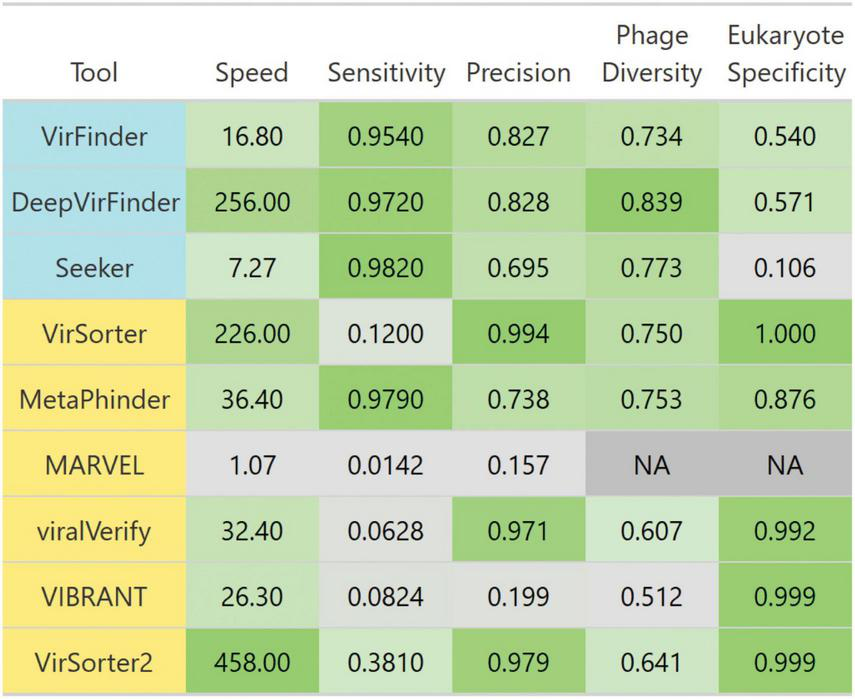 Phage Eukaryote
Tool Speed Sensitivity Precision Diversity Specificity
VirFinder 16.80 0.9540 0.827 0.734 0.540
DeepVirFinder 256.00 0.9720 0.828 0.839 0.571
Seeker 7.27 0.9820 0.695 0.773 0.106
VirSorter 226.00 0.1200 0.994 0.750 1.000
MetaPhinder 36.40 0.9790 0.738 0.753 0.876
MARVEL 1.07 0.0142 0.157 NA NA
viralVerify 32.40 0.0628 0.971 0.607 0.992
VIBRANT 26.30 0.0824 0.199 0.512 0.999
VirSorter2 458.00 0.3810 0.979 0.641 0.999